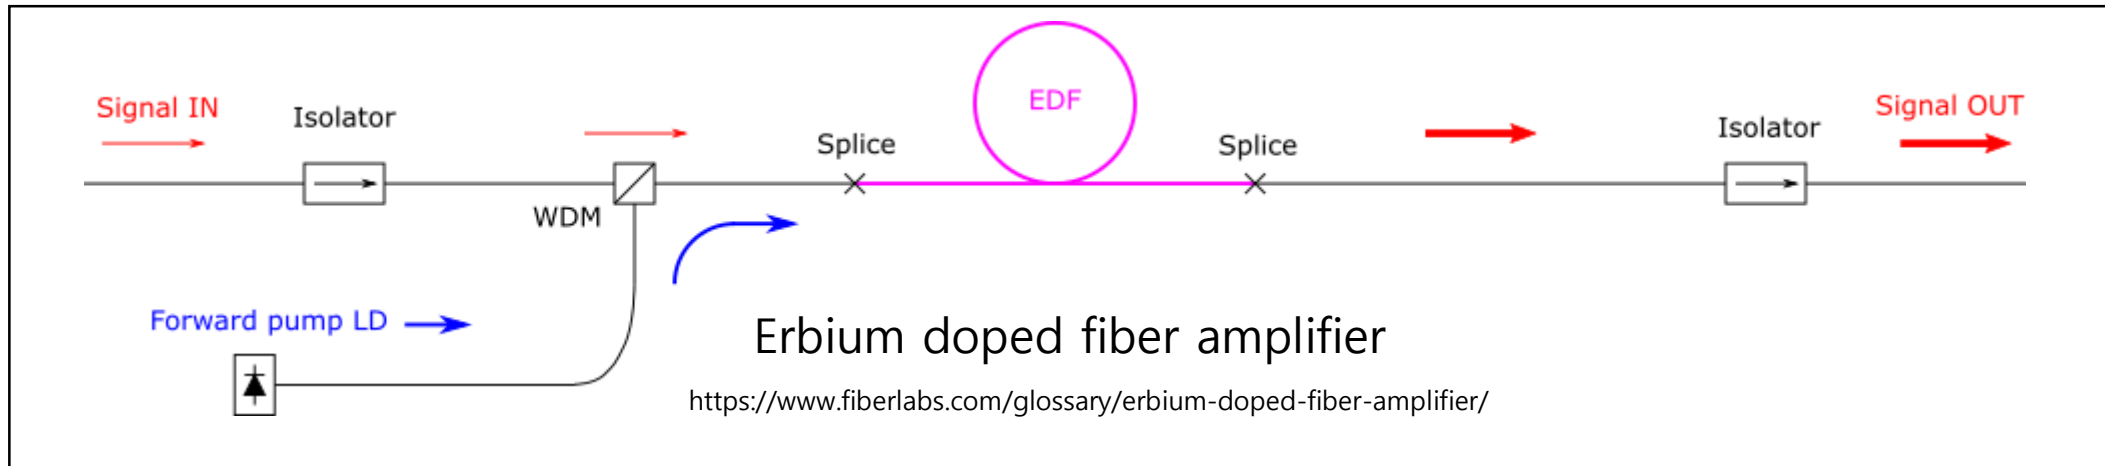 Signal IN
Isolator
WDM
Splice
EDF
Splice
Isolator
Signal OUT
Forward pump LD
Erbium doped fiber amplifier
https://www.fiberlabs.com/glossary/erbium-doped-fiber-amplifier/